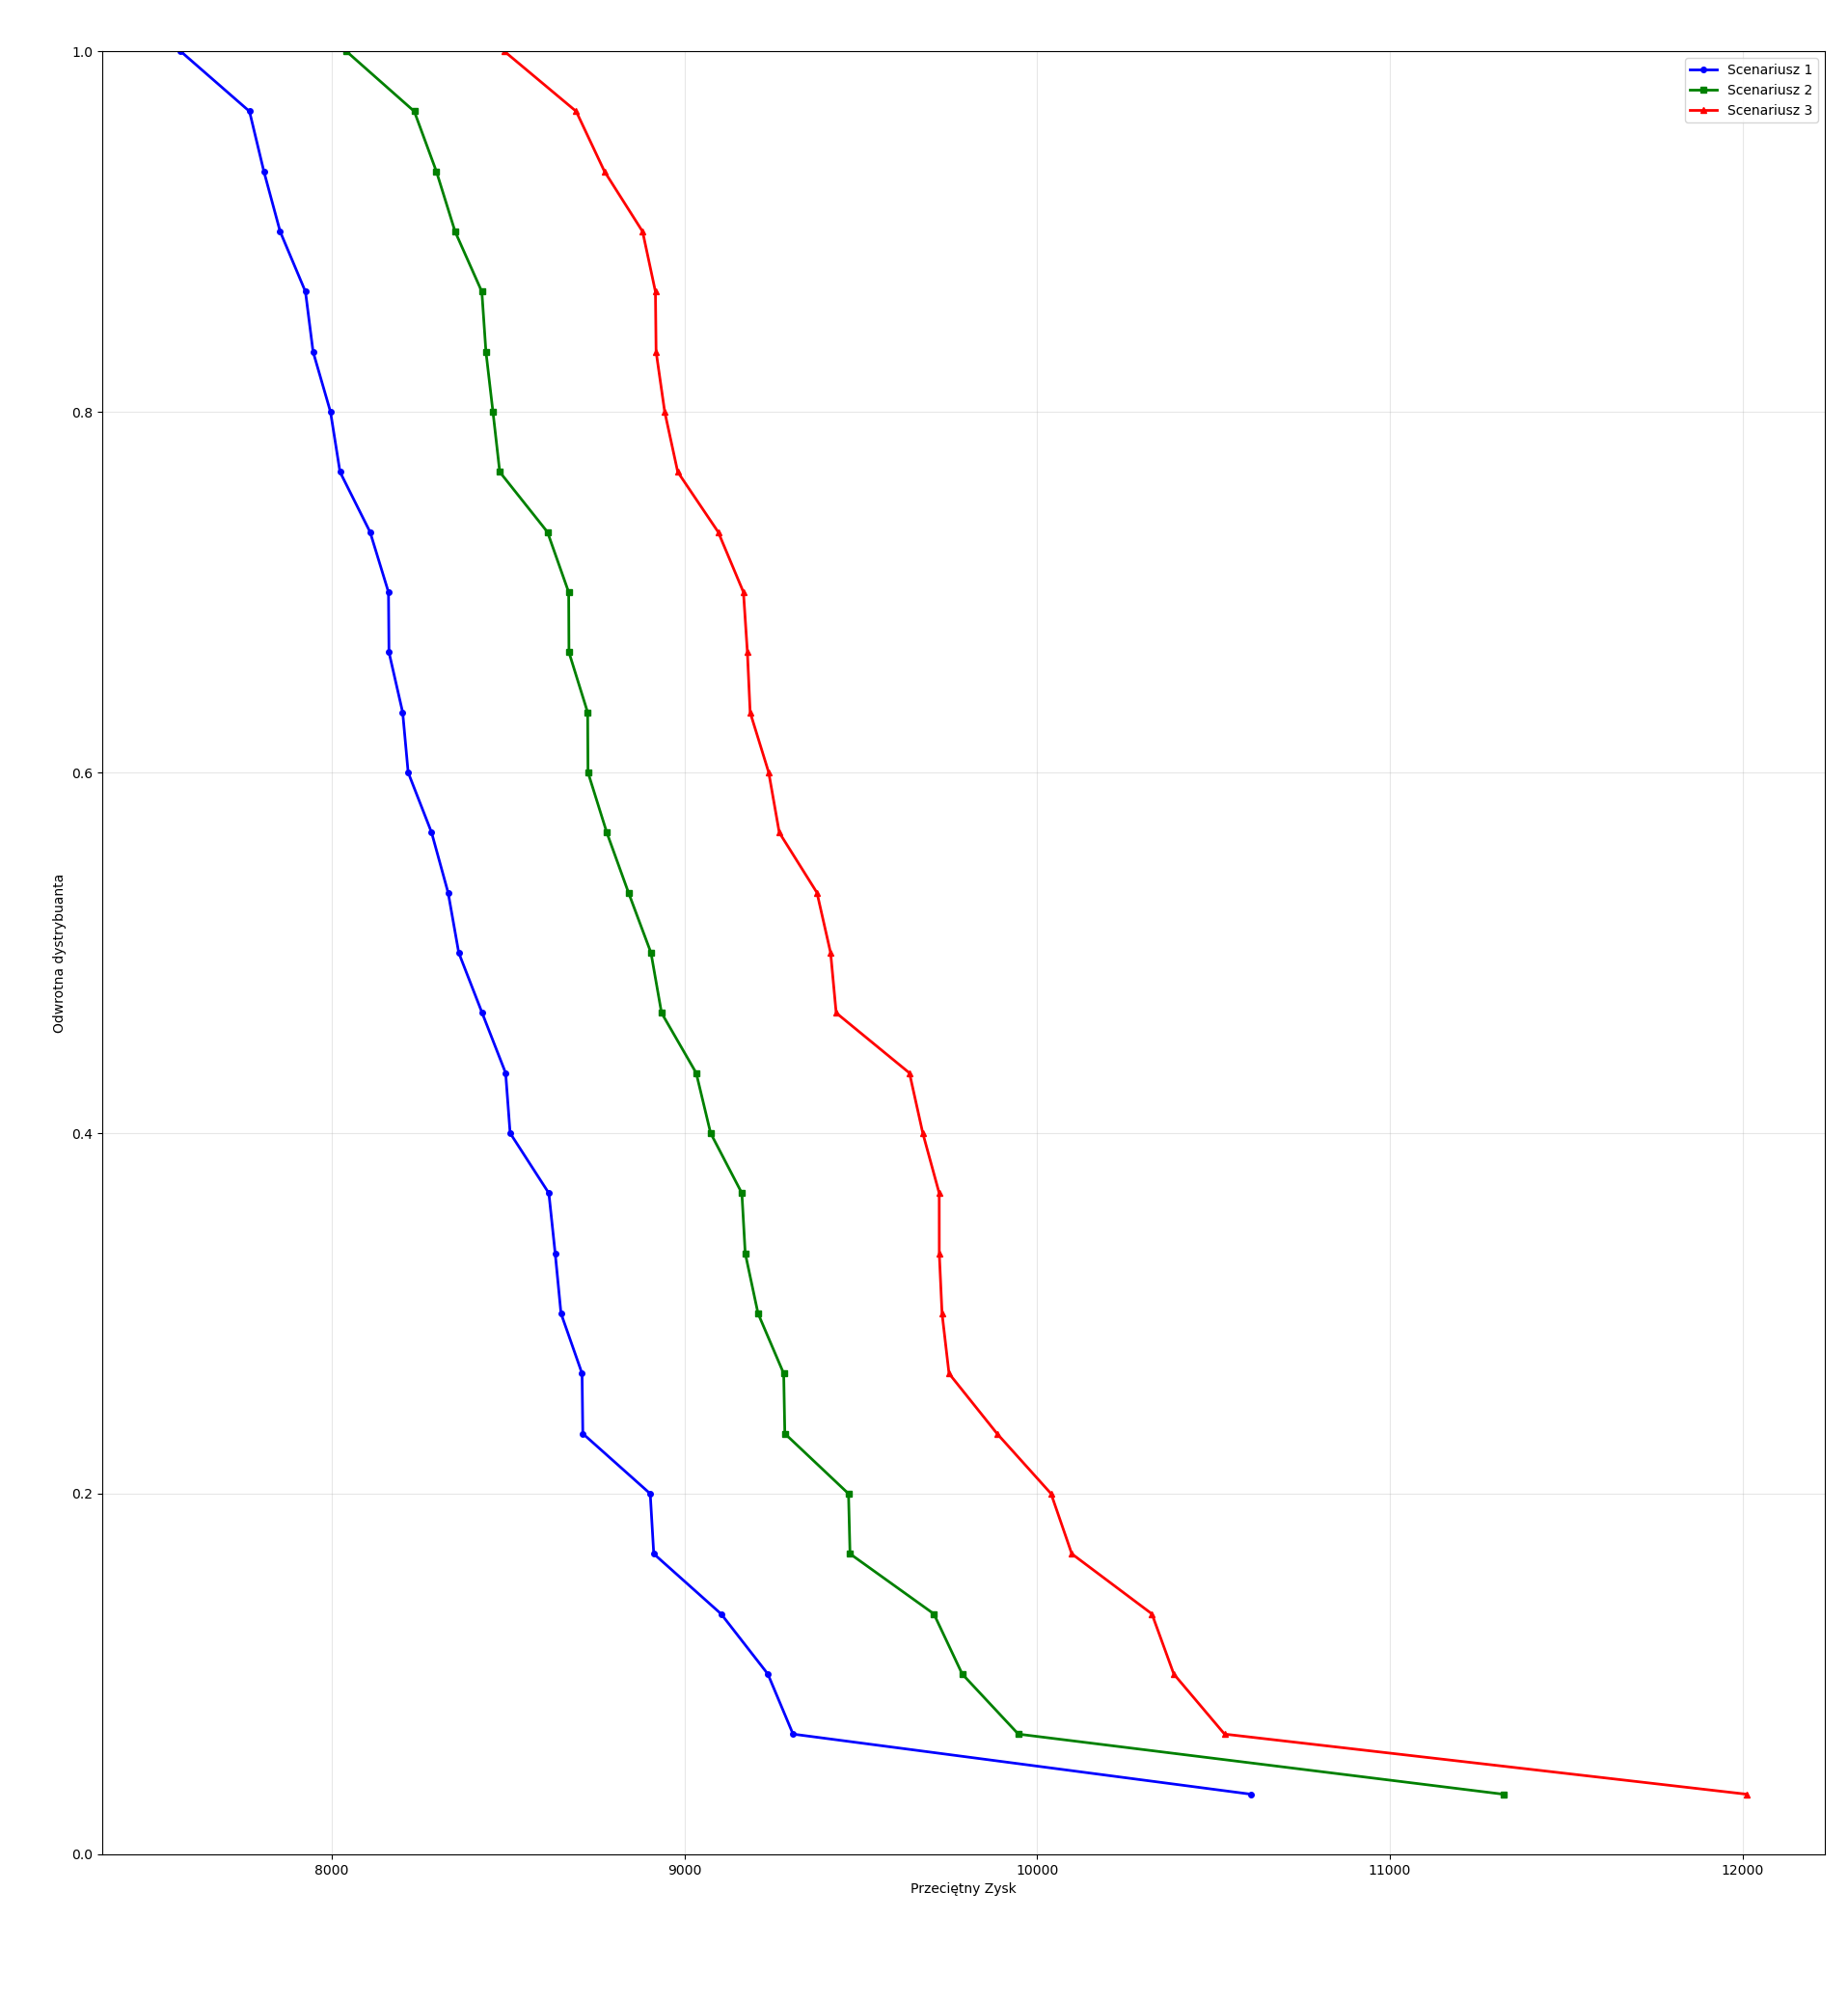 1.0
0.8
0.6
0.4
0.2
0.0
Odwrotna dystrybuanta
Scenariusz 1
Scenariusz 2
Scenariusz 3
8000 9000 10000 11000 12000
Przeciętny Zysk